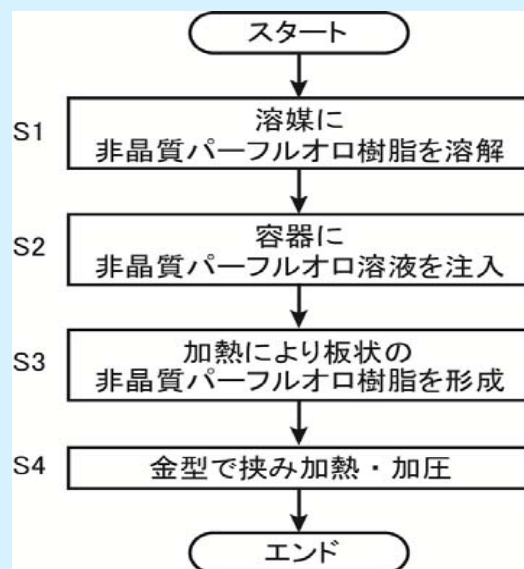 スタート
S1
溶媒に
非晶質パーフルオロ樹脂を溶解
S2
容器に
非晶質パーフルオロ溶液を注入
S3
加熱により板状の
非晶質パーフルオロ樹脂を形成
S4
金型で挟み加熱・加圧
エンド